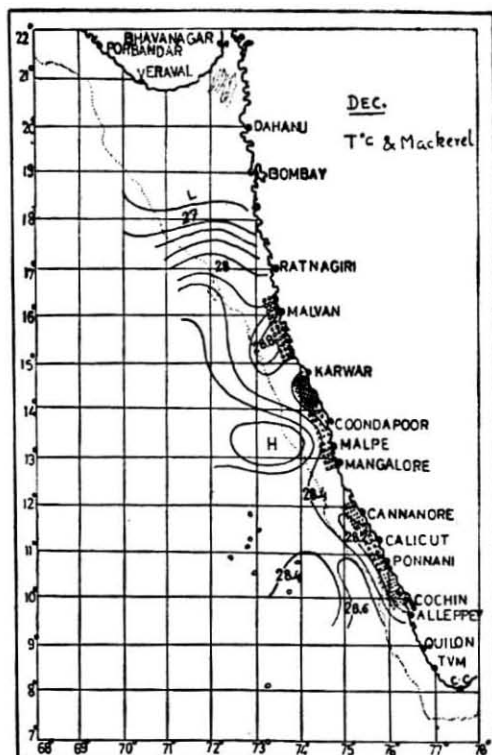 22°
BHAVANAGAR
PORBANDAR
VERAVAL
21°
DEC.
T°C & Mackerel
20°
DAHANU
19°
BOMBAY
L
18°
27
17°
28
RATNAGIRI
16°
MALVAN
28.8
15°
KARWAR
14°
COONDAPOOR
H
MALPE
13°
MANGALORE
28.4
12°
CANNANORE
11°
CALICUT
PONNANI
28.4
10°
28.6
COCHIN
ALLEPPEY
9°
QUILON
TVM
8°
C.C
7°
68° 69° 70° 71° 72° 73° 74° 75° 76° 77° 78°